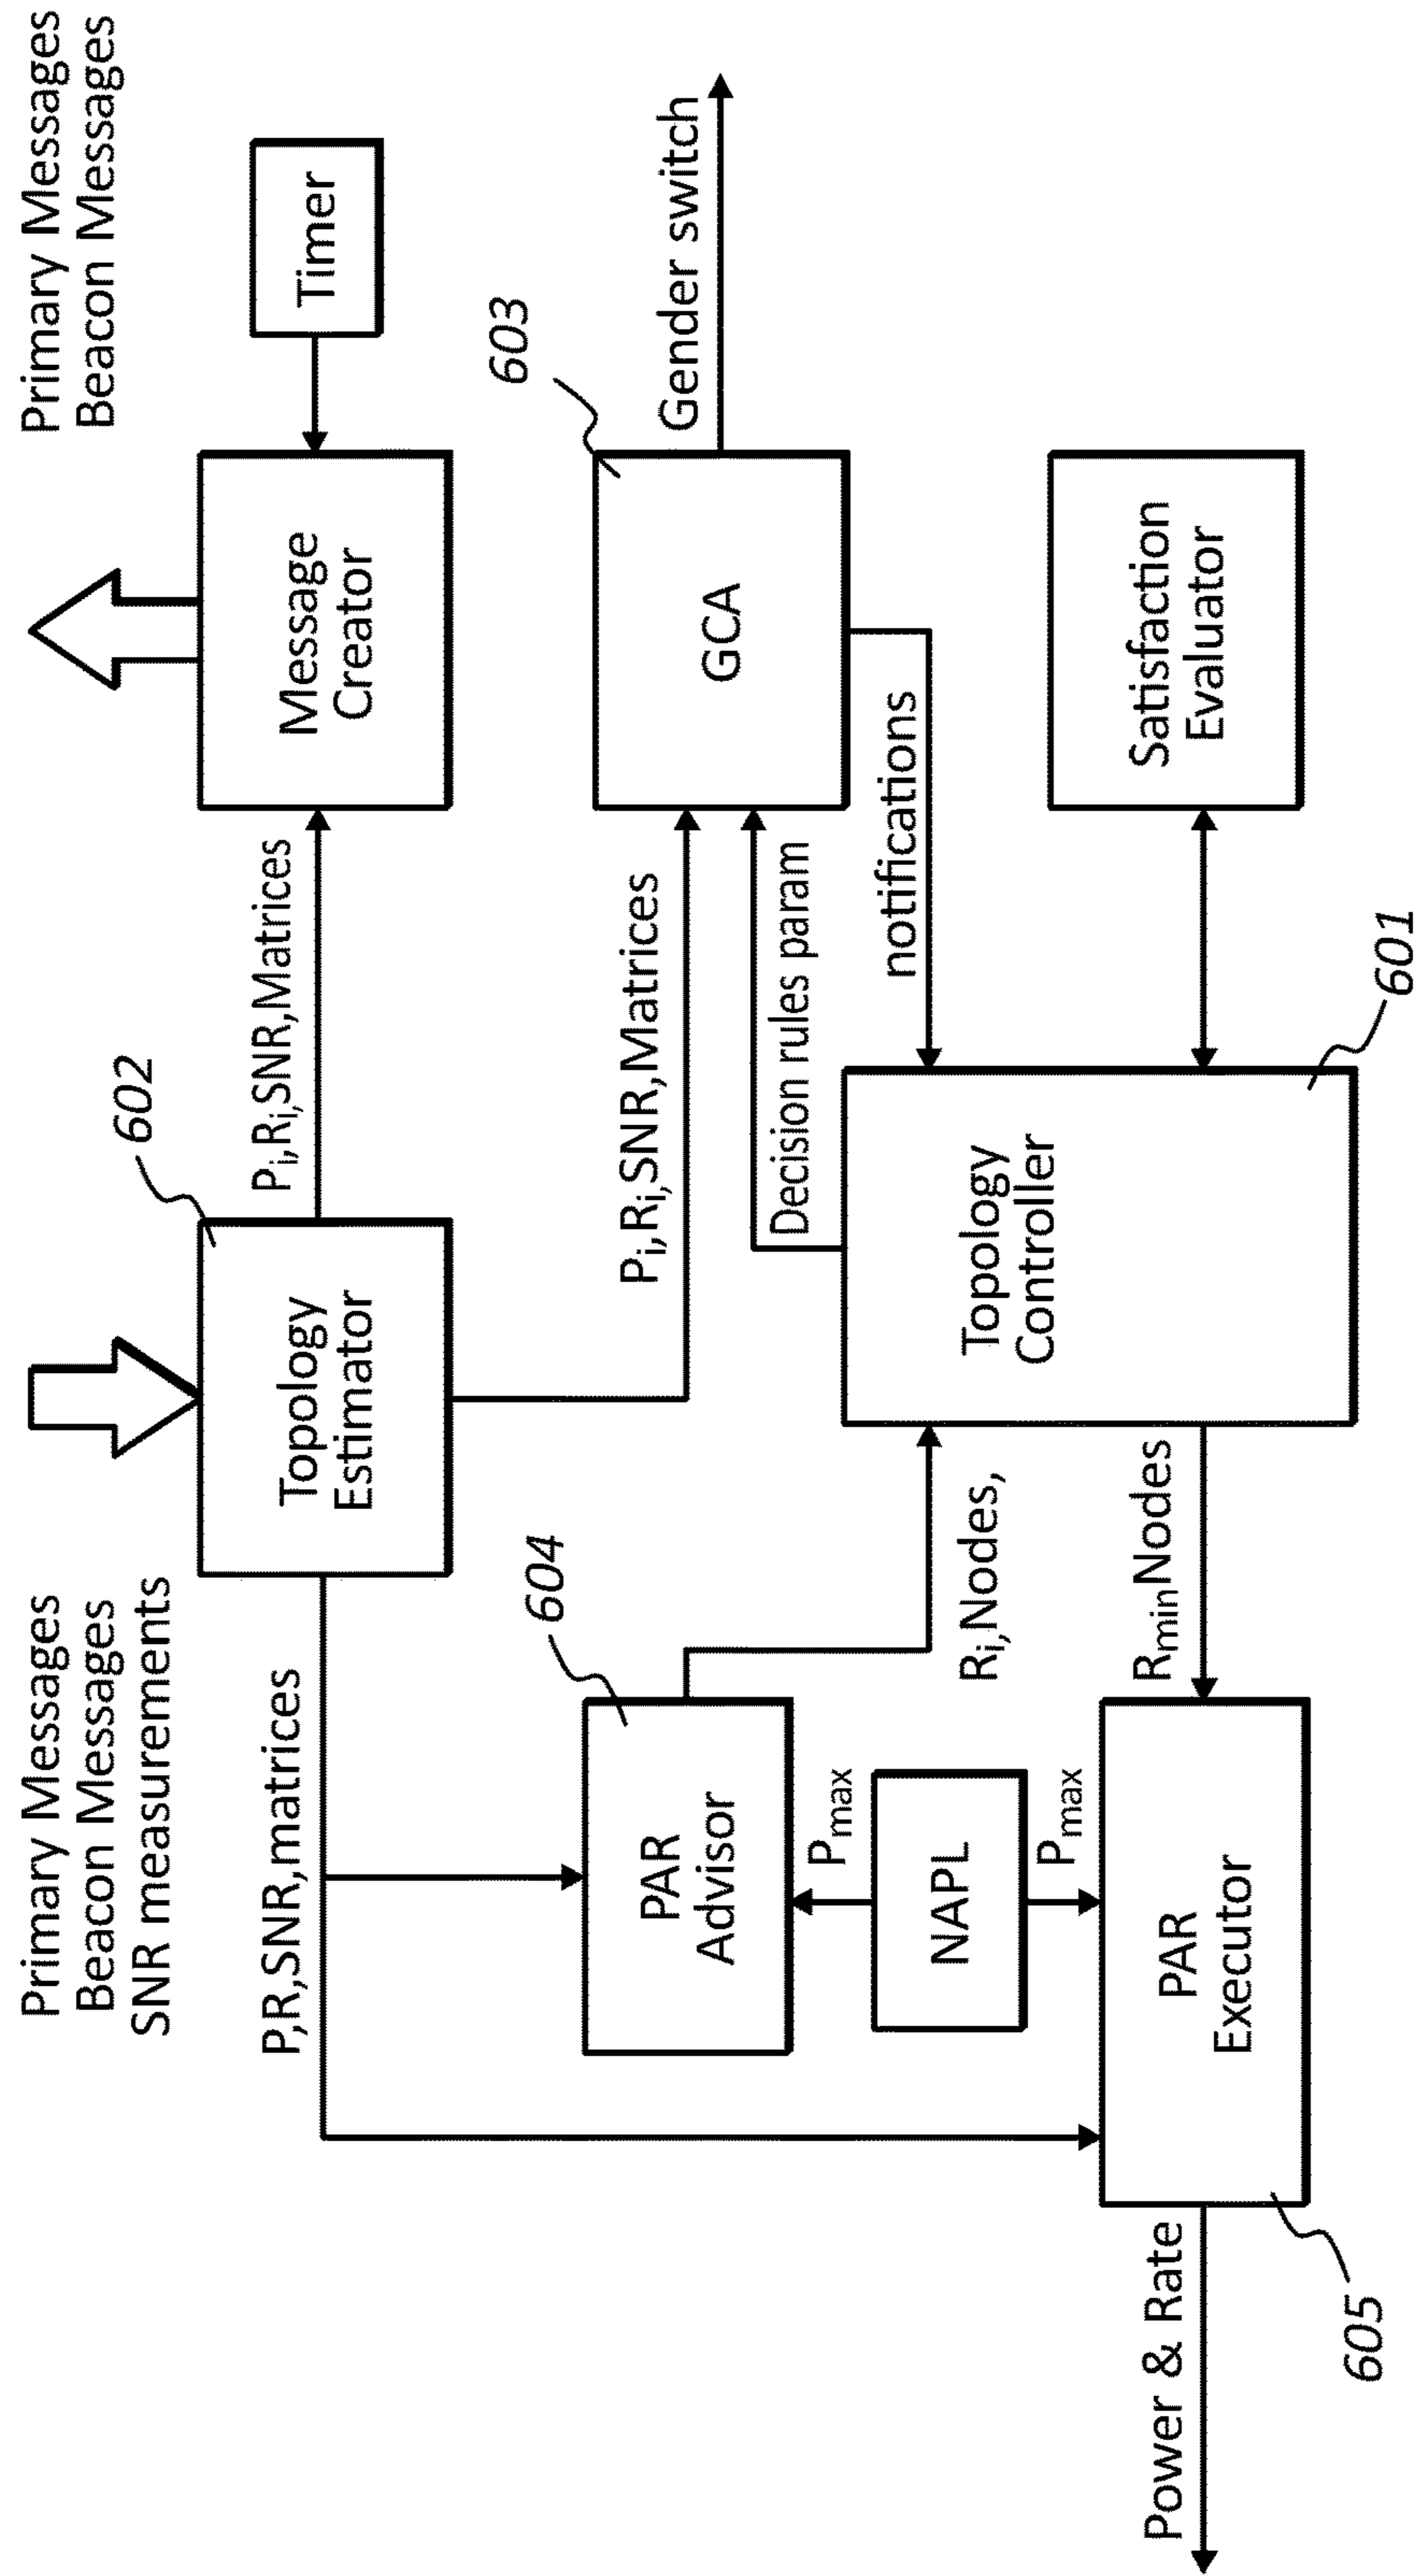 Primary Messages
Beacon Messages
SNR measurements
Primary Messages
Beacon Messages
P,R,SNR,matrices
Topology
Estimator
602
Pi,Ri,SNR,Matrices
Message
Creator
Timer
604
PAR
Advisor
Pi,Ri,SNR,Matrices
GCA
603
Gender switch
Decision rules param
notifications
Pmax
NAPL
Pmax
Ri,Nodes,
Topology
Controller
601
Satisfaction
Evaluator
RminNodes
PAR
Executor
605
Power & Rate